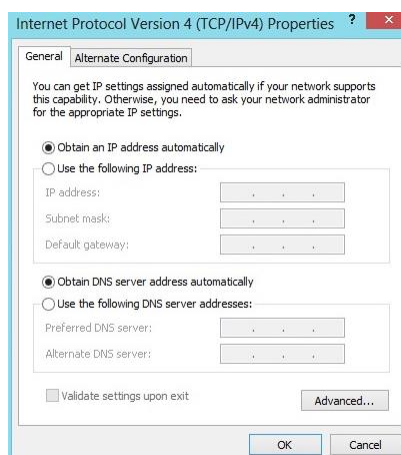 Internet Protocol Version 4 (TCP/IPv4) Properties ? ×
General Alternate Configuration
You can get IP settings assigned automatically if your network supports
this capability. Otherwise, you need to ask your network administrator
for the appropriate IP settings.
Obtain an IP address automatically
Use the following IP address:
IP address: . . .
Subnet mask: . . .
Default gateway: . . .
Obtain DNS server address automatically
Use the following DNS server addresses:
Preferred DNS server: . . .
Alternate DNS server: . . .
Validate settings upon exit
Advanced...
OK Cancel